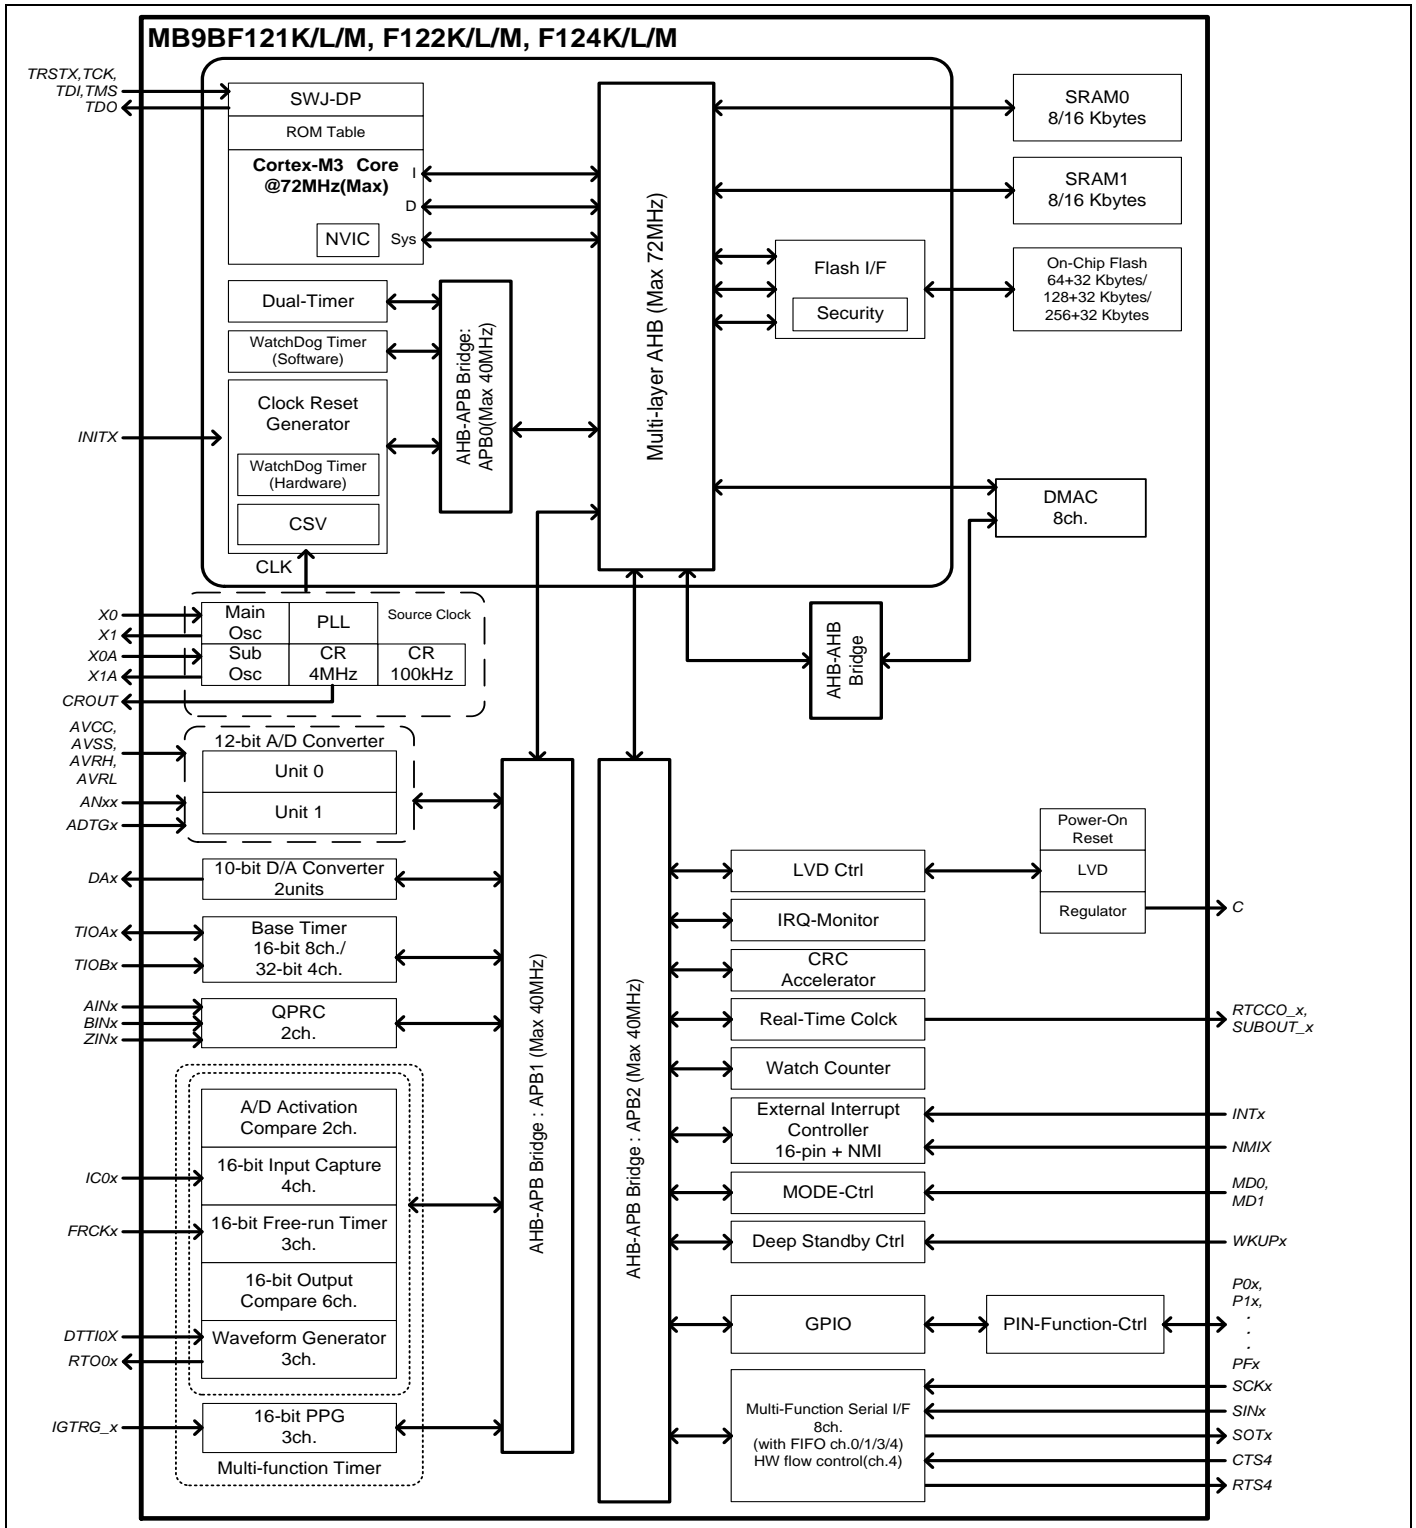 MB9BF121K/L/M, F122K/L/M, F124K/L/M
TRSTX,TCK,
TDI,TMS
TDO
SWJ-DP
ROM Table
Cortex-M3 Core
@72MHz(Max)
I
D
Sys
NVIC
Dual-Timer
WatchDog Timer
(Software)
Clock Reset
Generator
WatchDog Timer
(Hardware)
CSV
INITX
CLK
AHB-APB Bridge:
APB0(Max 40MHz)
Multi-layer AHB (Max 72MHz)
SRAM0
8/16 Kbytes
SRAM1
8/16 Kbytes
Flash I/F
Security
On-Chip Flash
64+32 Kbytes/
128+32 Kbytes/
256+32 Kbytes
DMAC
8ch.
AHB-AHB
Bridge
X0
X1
X0A
X1A
CROUT
Main
Osc
PLL
Source Clock
Sub
Osc
CR
4MHz
CR
100kHz
AVCC,
AVSS,
AVRH,
AVRL
ANxx
ADTGx
12-bit A/D Converter
Unit 0
Unit 1
DAx
10-bit D/A Converter
2units
TIOAx
TIOBx
Base Timer
16-bit 8ch./
32-bit 4ch.
AINx
BINx
ZINx
QPRC
2ch.
A/D Activation
Compare 2ch.
IC0x
16-bit Input Capture
4ch.
FRCKx
16-bit Free-run Timer
3ch.
16-bit Output
Compare 6ch.
DTTI0X
RTO0x
Waveform Generator
3ch.
IGTRG_x
16-bit PPG
3ch.
Multi-function Timer
AHB-APB Bridge : APB1 (Max 40MHz)
AHB-APB Bridge : APB2 (Max 40MHz)
LVD Ctrl
Power-On
Reset
LVD
Regulator
C
IRQ-Monitor
CRC
Accelerator
Real-Time Colck
RTCCO_x,
SUBOUT_x
Watch Counter
External Interrupt
Controller
16-pin + NMI
INTx
NMIX
MODE-Ctrl
MD0,
MD1
Deep Standby Ctrl
WKUPx
GPIO
PIN-Function-Ctrl
P0x,
P1x,
.
.
.
PFx
Multi-Function Serial I/F
8ch.
(with FIFO ch.0/1/3/4)
HW flow control(ch.4)
SCKx
SINx
SOTx
CTS4
RTS4